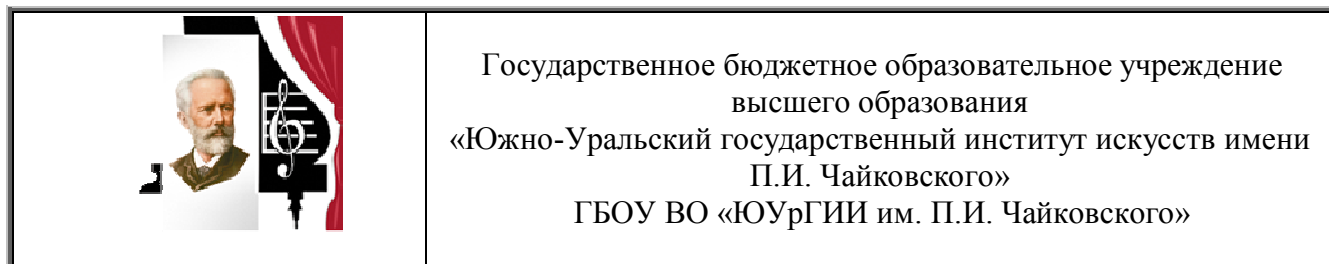 Государственное бюджетное образовательное учреждение
высшего образования
«Южно-Уральский государственный институт искусств имени
П.И. Чайковского»
ГБОУ ВО «ЮУрГИИ им. П.И. Чайковского»